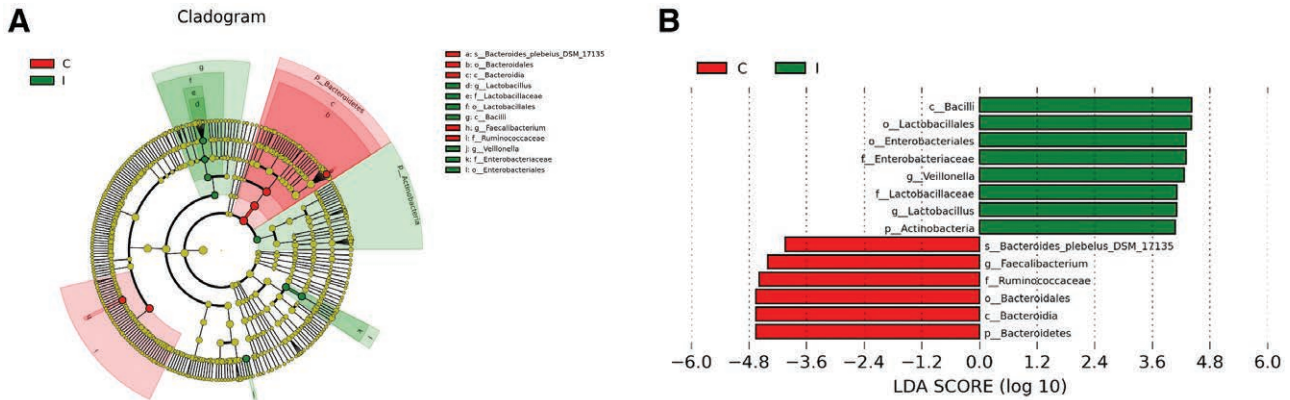 A
Cladogram
C
I
g
f
e
d
p__Bacteroidetes
c
b
p__Actinobacteria
k
l
a: s__Bacteroides_plebeius_DSM_17135
b: o__Bacteroidales
c: c__Bacteroidia
d: g__Lactobacillus
e: f__Lactobacillaceae
f: o__Lactobacillales
g: c__Bacilli
h: g__Faecalibacterium
i: f__Ruminococcaceae
j: g__Veillonella
k: f__Enterobacteriaceae
l: o__Enterobacteriales
B
C
I
c__Bacilli
o__Lactobacillales
o__Enterobacteriales
f__Enterobacteriaceae
g__Veillonella
f__Lactobacillaceae
g__Lactobacillus
p__Actinobacteria
s__Bacteroides_plebeius_DSM_17135
g__Faecalibacterium
f__Ruminococcaceae
o__Bacteroidales
c__Bacteroidia
p__Bacteroidetes
−6.0 −4.8 −3.6 −2.4 −1.2 0.0 1.2 2.4 3.6 4.8 6.0
LDA SCORE (log 10)